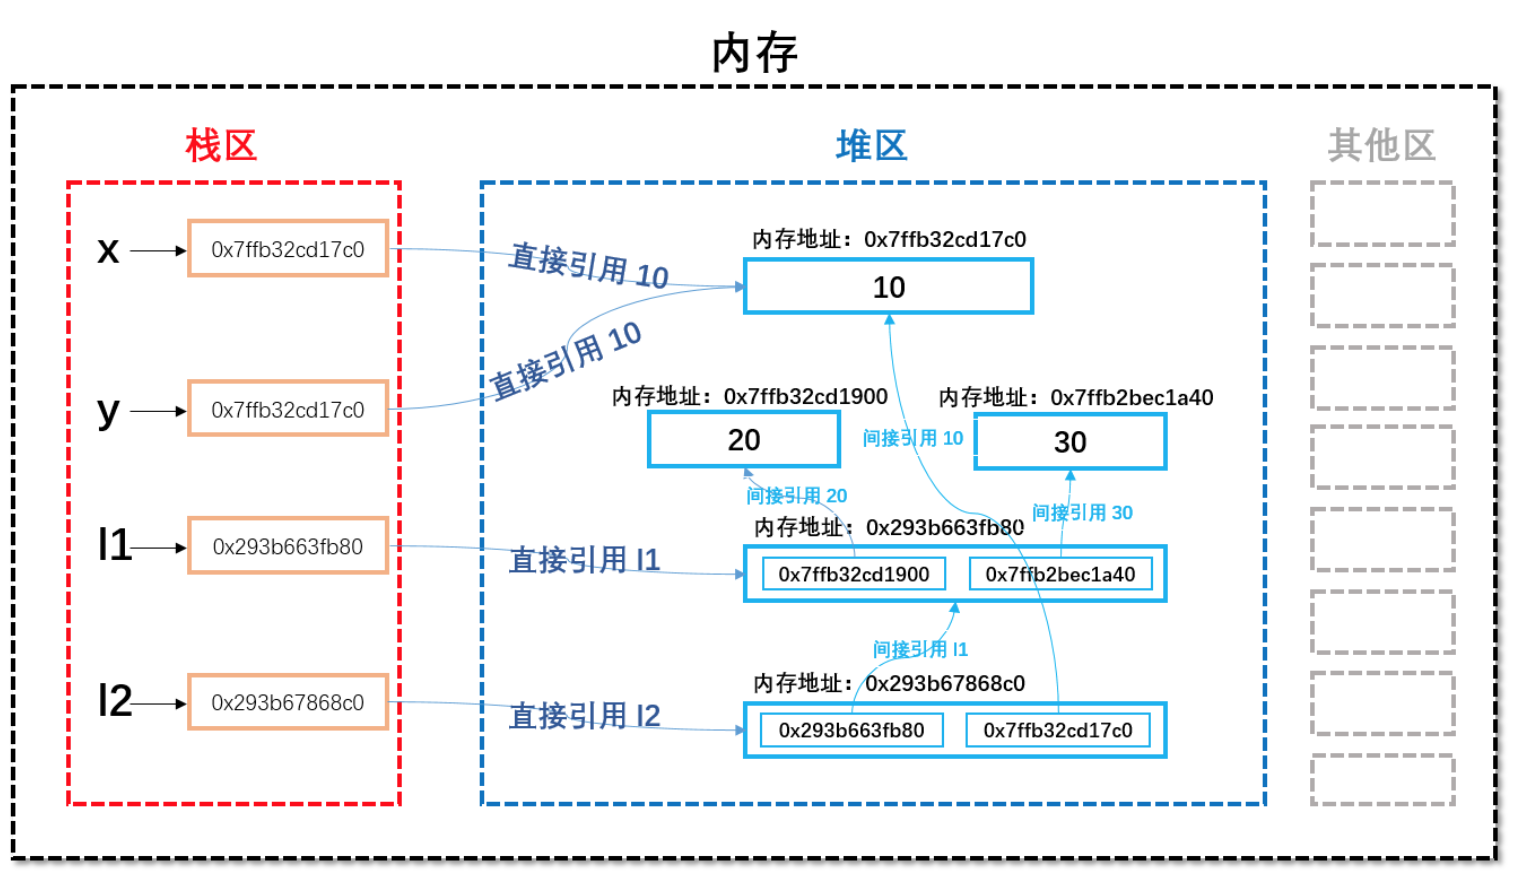 内存
栈区
堆区
其他区
x
0x7ffb32cd17c0
直接引用 10
内存地址：0x7ffb32cd17c0
10
y
0x7ffb32cd17c0
直接引用 10
内存地址：0x7ffb32cd1900
20
内存地址：0x7ffb2bec1a40
30
间接引用 10
间接引用 20
间接引用 30
l1
0x293b663fb80
直接引用 l1
内存地址：0x293b663fb80
0x7ffb32cd1900
0x7ffb2bec1a40
间接引用 l1
l2
0x293b67868c0
直接引用 l2
内存地址：0x293b67868c0
0x293b663fb80
0x7ffb32cd17c0